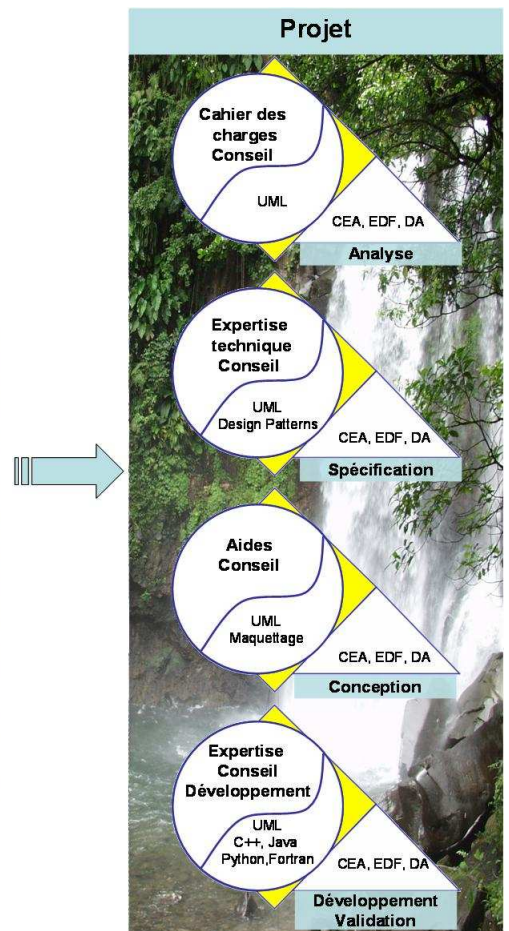 Projet
Cahier des
charges
Conseil
UML
CEA, EDF, DA
Analyse
Expertise
technique
Conseil
UML
Design Patterns
CEA, EDF, DA
Spécification
Aides
Conseil
UML
Maquettage
CEA, EDF, DA
Conception
Expertise
Conseil
Développement
UML
C++, Java
Python,Fortran
CEA, EDF, DA
Développement
Validation